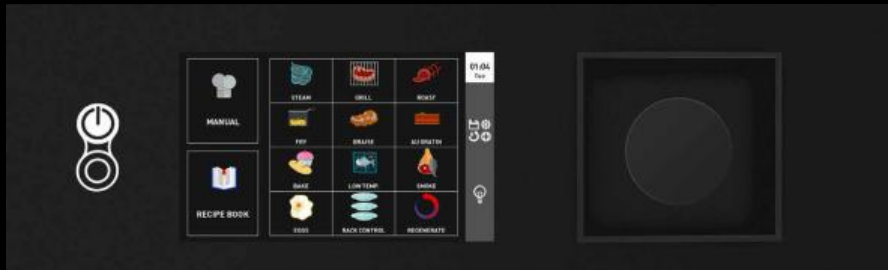 MANUAL
RECIPE BOOK
STEAM
GRILL
ROAST
FRY
BRAISE
AU GRATIN
BAKE
LOW TEMP.
SMOKE
EGGS
RACK CONTROL
REGENERATE
01:04
Tue